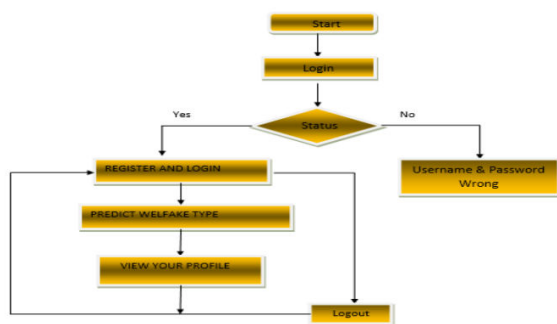 Start
Login
Status
Yes
No
REGISTER AND LOGIN
Username & Password
Wrong
PREDICT WELFAKE TYPE
VIEW YOUR PROFILE
Logout